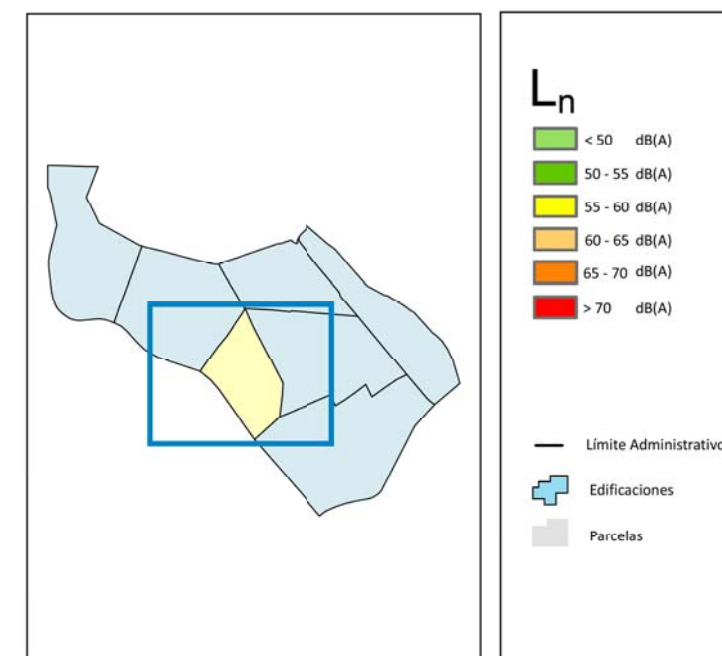 Ln
< 50 dB(A)
50 - 55 dB(A)
55 - 60 dB(A)
60 - 65 dB(A)
65 - 70 dB(A)
> 70 dB(A)
Límite Administrativo
Edificaciones
Parcelas